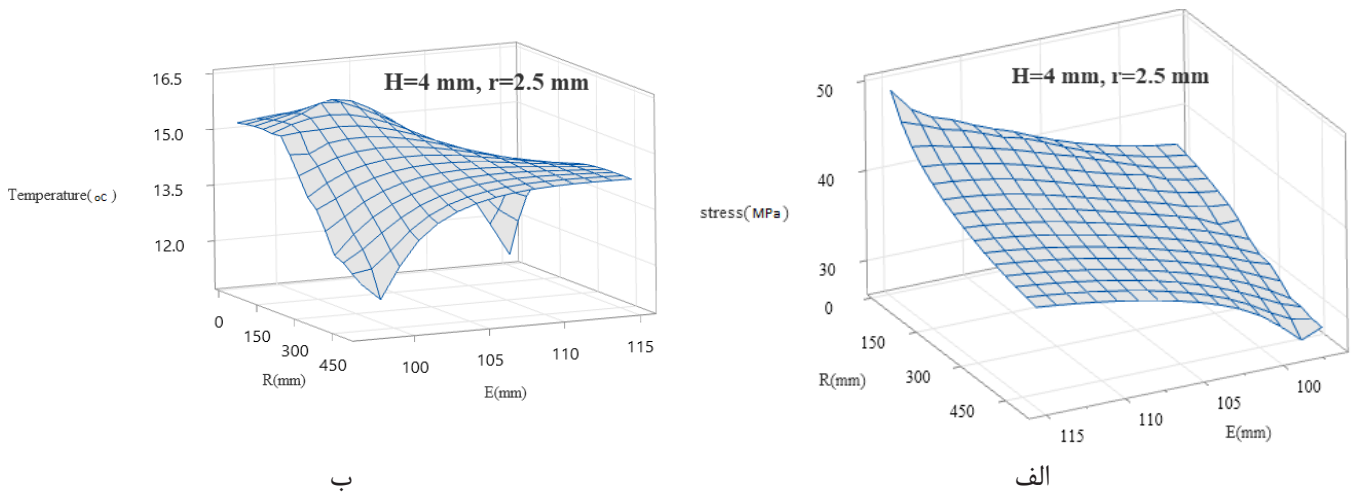 H=4 mm, r=2.5 mm
16.5
15.0
13.5
12.0
Temperature(oC )
0
150
300
450
R(mm)
100
105
110
115
E(mm)
ب
H=4 mm, r=2.5 mm
50
40
30
0
stress(MPa)
150
300
450
R(mm)
115
110
105
100
E(mm)
الف